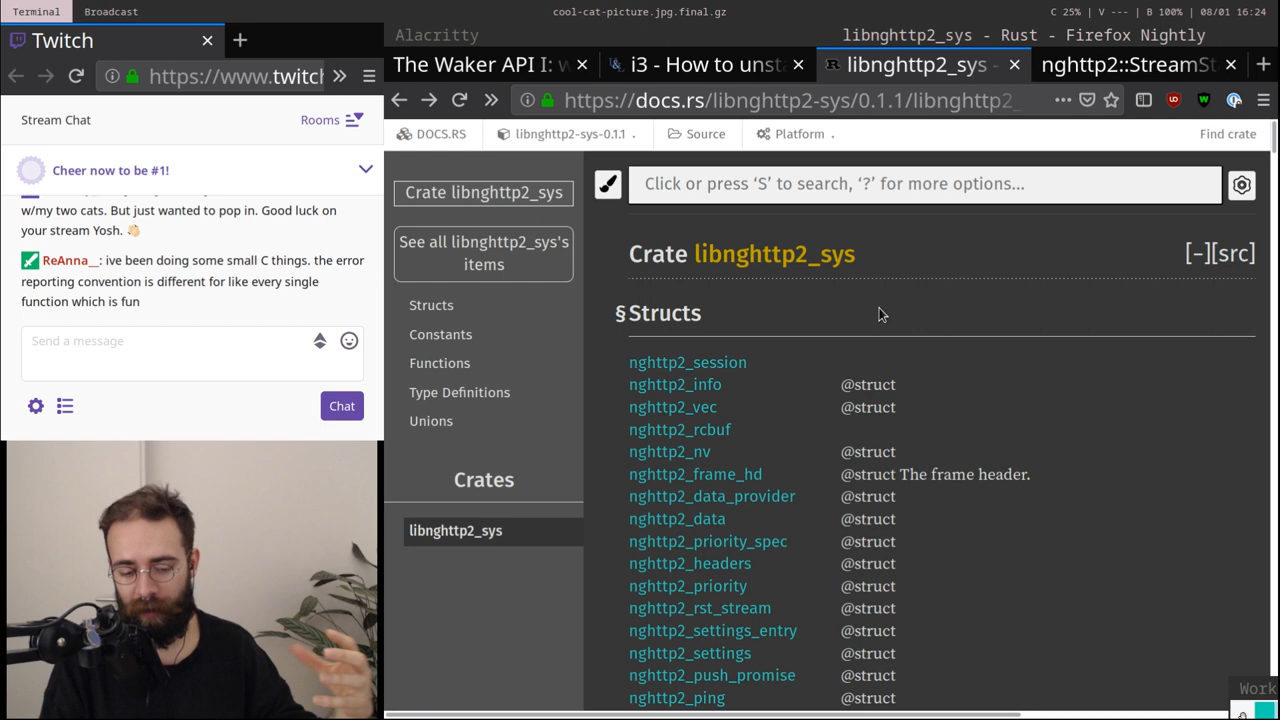 Terminal
Broadcast
cool-cat-picture.jpg.final.gz
C 25% | V --- | B 100% | 08/01 16:24
Twitch
https://www.twitch
Stream Chat
Rooms
Cheer now to be #1!
w/my two cats. But just wanted to pop in. Good luck on
your stream Yosh. 👏🏻
ReAnna__: ive been doing some small C things. the error
reporting convention is different for like every single
function which is fun
Send a message
Chat
Alacritty
libnghttp2_sys - Rust - Firefox Nightly
The Waker API I: w
i3 - How to unsta
libnghttp2_sys -
nghttp2::StreamSt
https://docs.rs/libnghttp2-sys/0.1.1/libnghttp2_
DOCS.RS
libnghttp2-sys-0.1.1
Source
Platform
Find crate
Crate libnghttp2_sys
See all libnghttp2_sys's
items
Structs
Constants
Functions
Type Definitions
Unions
Crates
libnghttp2_sys
Click or press ‘S’ to search, ‘?’ for more options...
Crate libnghttp2_sys
[−][src]
§Structs
nghttp2_session
nghttp2_info @struct
nghttp2_vec @struct
nghttp2_rcbuf
nghttp2_nv @struct
nghttp2_frame_hd @struct The frame header.
nghttp2_data_provider @struct
nghttp2_data @struct
nghttp2_priority_spec @struct
nghttp2_headers @struct
nghttp2_priority @struct
nghttp2_rst_stream @struct
nghttp2_settings_entry @struct
nghttp2_settings @struct
nghttp2_push_promise @struct
nghttp2_ping @struct
Work